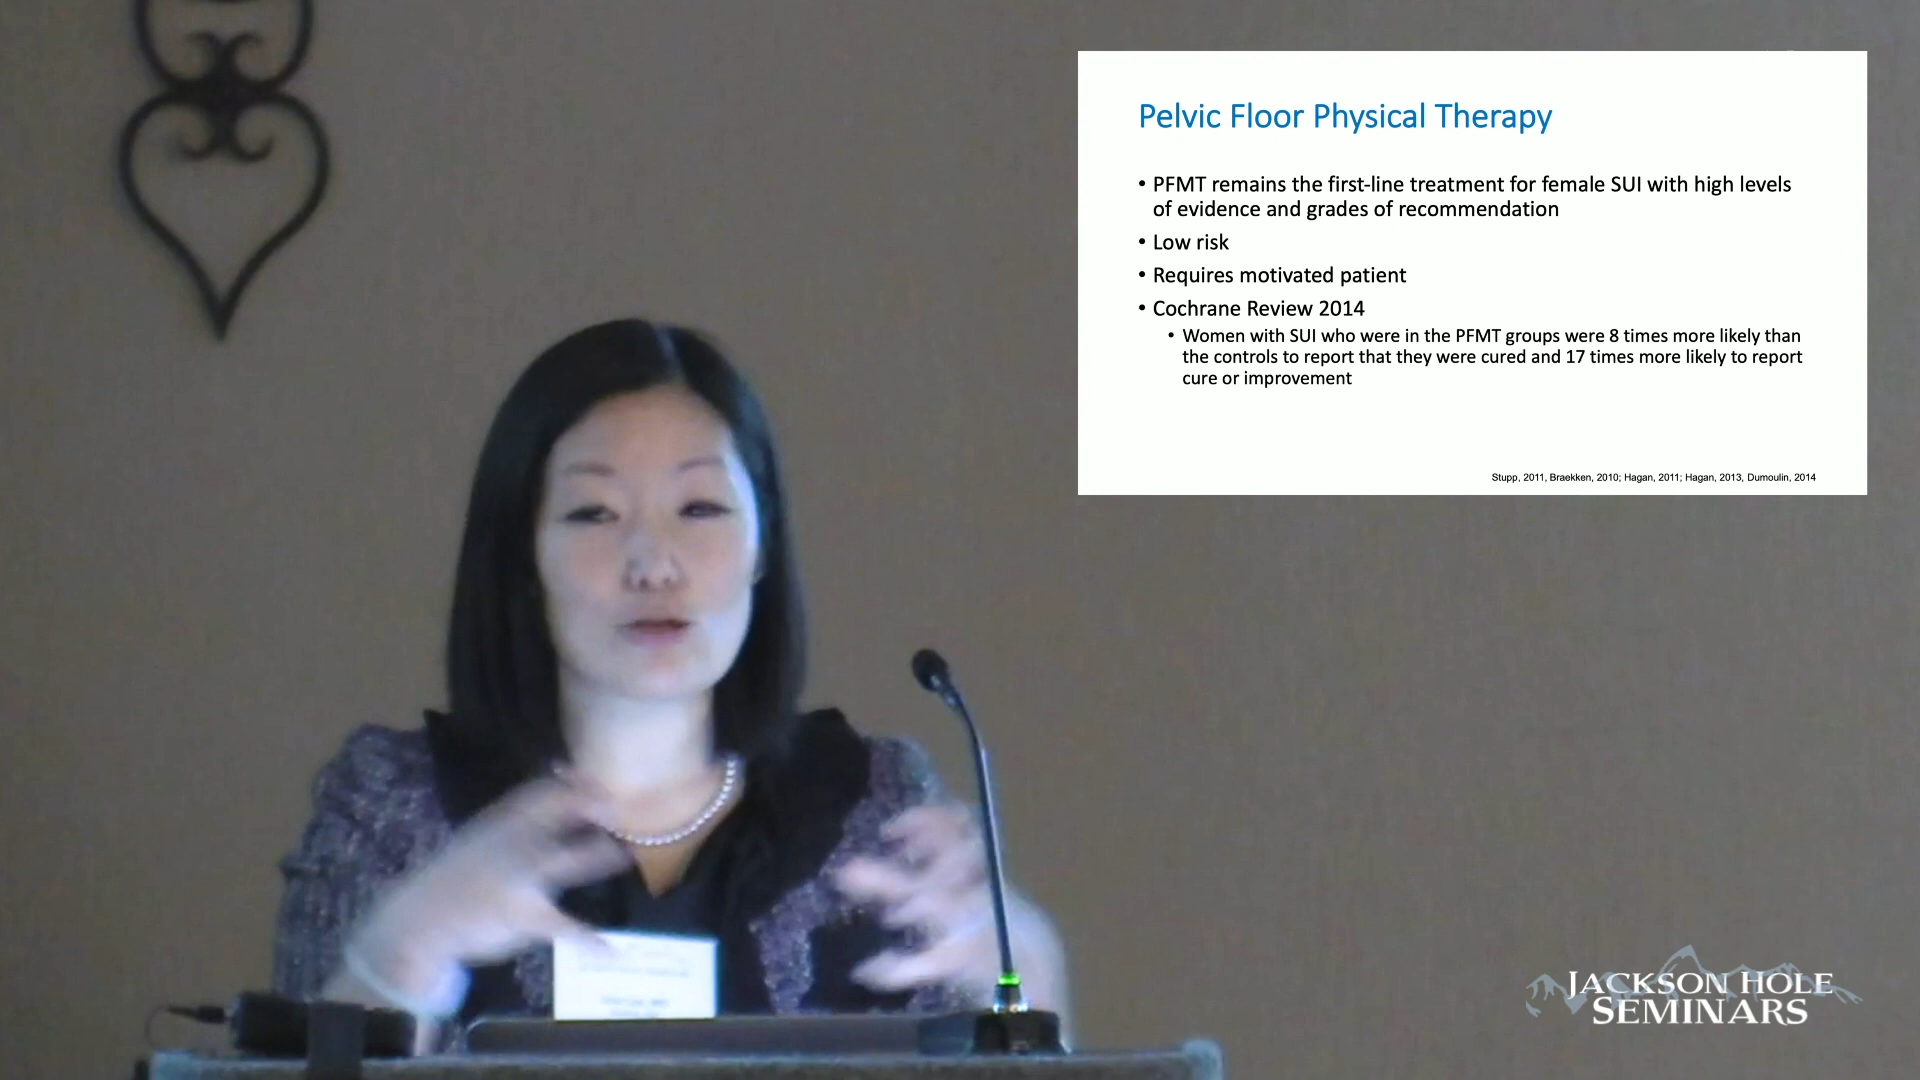 Pelvic Floor Physical Therapy
• PFMT remains the first-line treatment for female SUI with high levels
of evidence and grades of recommendation
• Low risk
• Requires motivated patient
• Cochrane Review 2014
• Women with SUI who were in the PFMT groups were 8 times more likely than
the controls to report that they were cured and 17 times more likely to report
cure or improvement
Stupp, 2011, Braekken, 2010; Hagan, 2011; Hagan, 2013, Dumoulin, 2014
JACKSON HOLE
SEMINARS